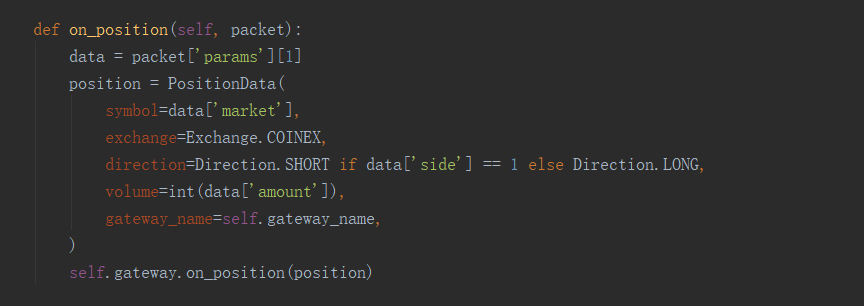 def on_position(self, packet):
    data = packet['params'][1]
    position = PositionData(
        symbol=data['market'],
        exchange=Exchange.COINEX,
        direction=Direction.SHORT if data['side'] == 1 else Direction.LONG,
        volume=int(data['amount']),
        gateway_name=self.gateway_name,
    )
    self.gateway.on_position(position)